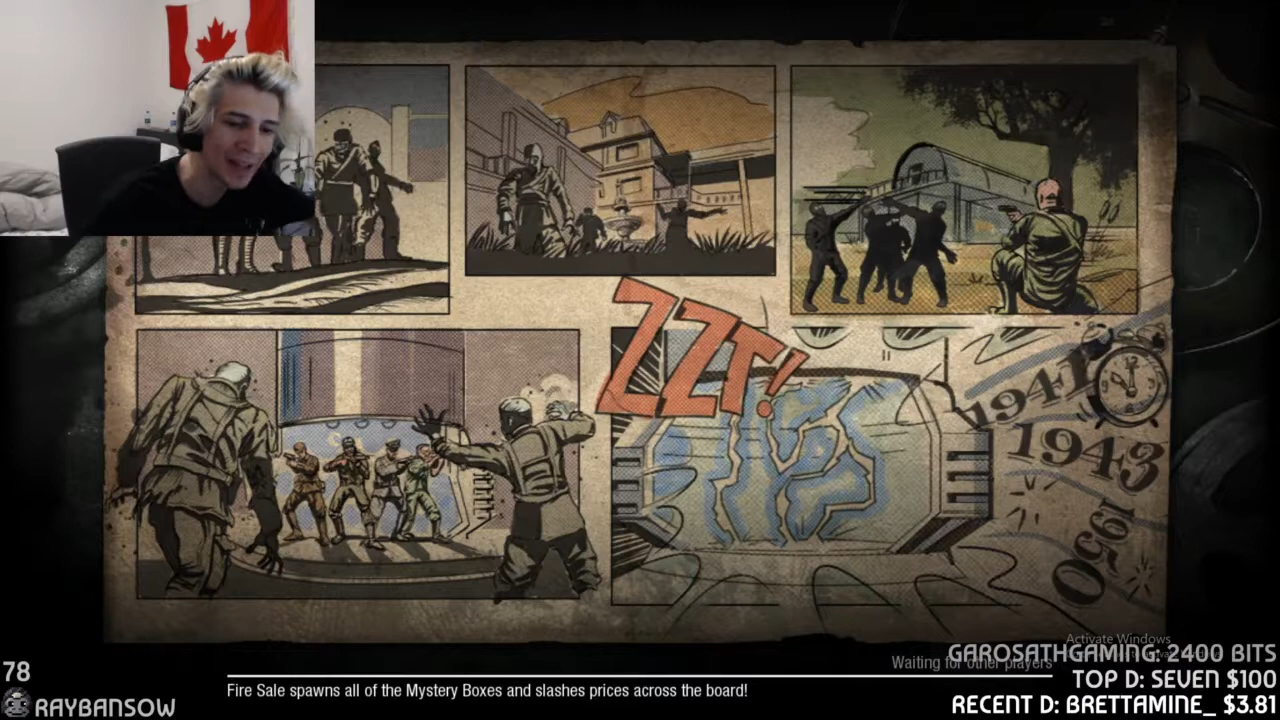 ZZT!
1941
1943
1950
Activate Windows
Waiting for other players
GAROSATHGAMING: 2400 BITS
TOP D: SEVEN $100
RECENT D: BRETTAMINE_ $3.81
78
RAYBANSOW
Fire Sale spawns all of the Mystery Boxes and slashes prices across the board!